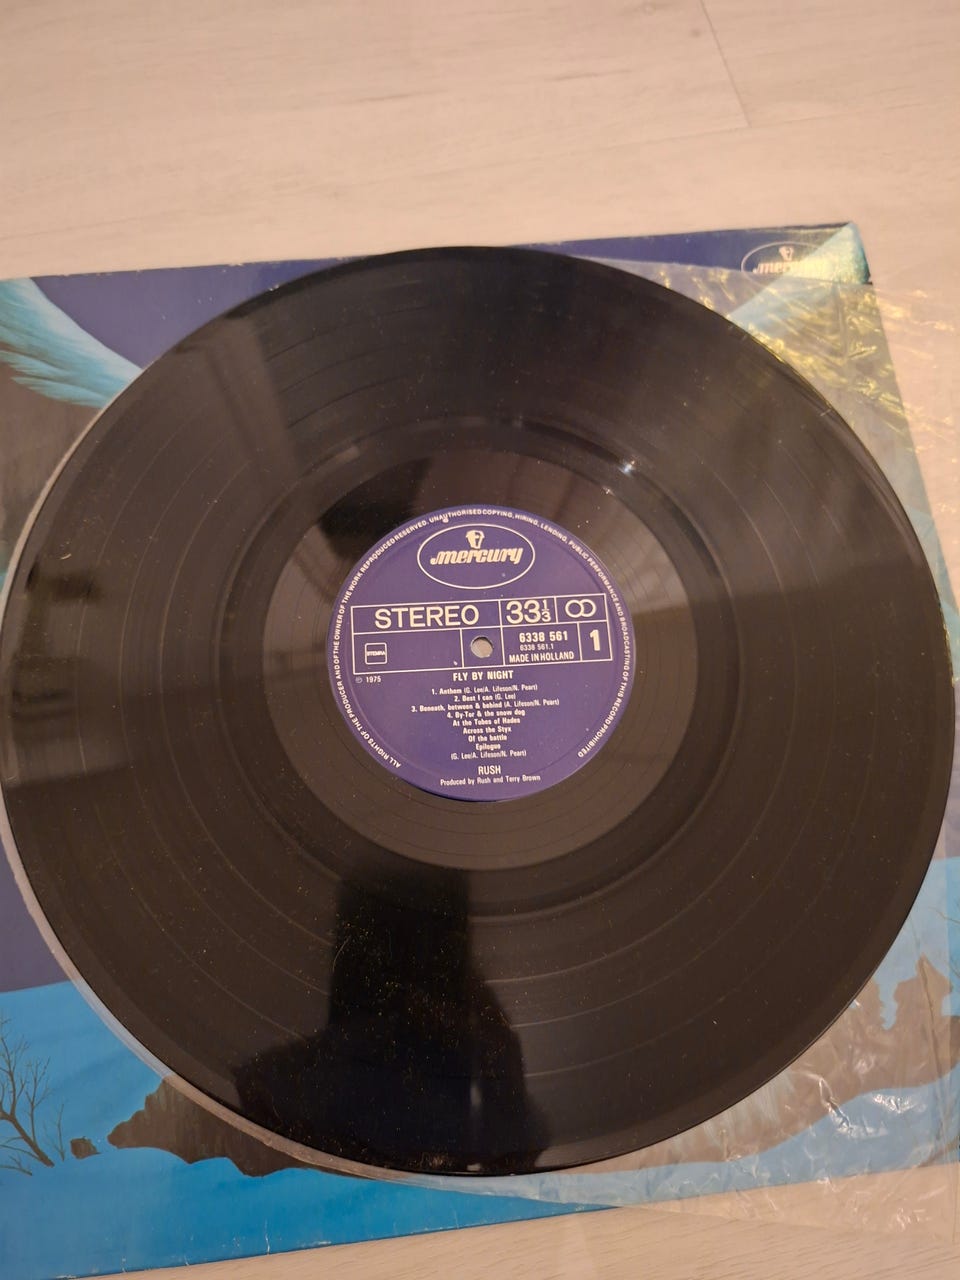 mercury
ALL RIGHTS OF THE PRODUCER AND OF THE OWNER OF THE WORK REPRODUCED RESERVED. UNAUTHORISED COPYING, HIRING, LENDING, PUBLIC PERFORMANCE AND BROADCASTING OF THIS RECORD PROHIBITED
mercury
STEREO 33⅓
6338 561
6338 561.1
MADE IN HOLLAND
1
STEMRA
℗ 1975
FLY BY NIGHT
1. Anthem (G. Lee/A. Lifeson/N. Peart)
2. Best I can (G. Lee)
3. Beneath, between & behind (A. Lifeson/N. Peart)
4. By-Tor & the snow dog
At the Tobes of Hades
Across the Styx
Of the battle
Epilogue
(G. Lee/A. Lifeson/N. Peart)
RUSH
Produced by Rush and Terry Brown